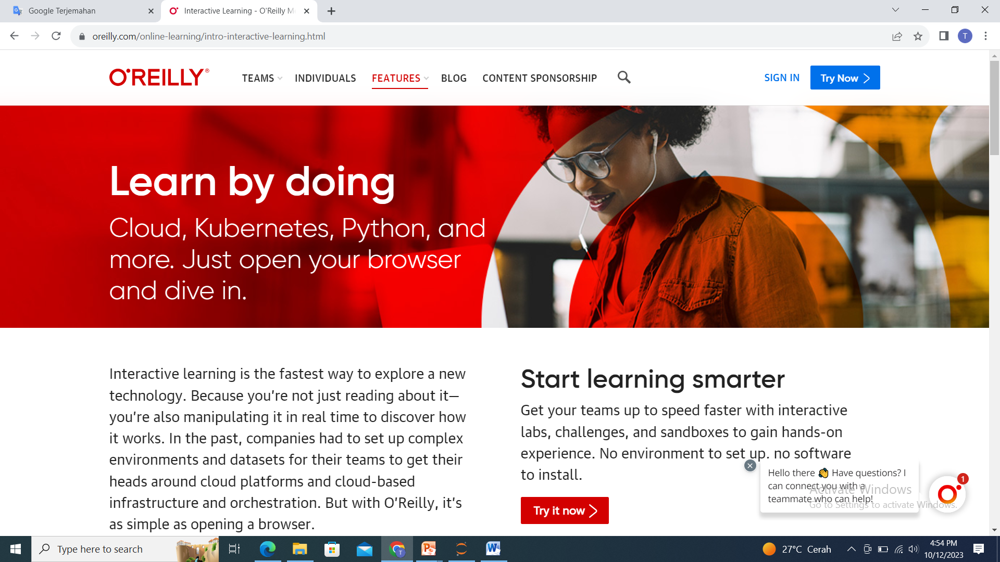 Google Terjemahan
Interactive Learning - O'Reilly M
oreilly.com/online-learning/intro-interactive-learning.html
T
O'REILLY®
TEAMS
INDIVIDUALS
FEATURES
BLOG
CONTENT SPONSORSHIP
SIGN IN
Try Now
Learn by doing
Cloud, Kubernetes, Python, and
more. Just open your browser
and dive in.
Interactive learning is the fastest way to explore a new
technology. Because you're not just reading about it—
you're also manipulating it in real time to discover how
it works. In the past, companies had to set up complex
environments and datasets for their teams to get their
heads around cloud platforms and cloud-based
infrastructure and orchestration. But with O'Reilly, it's
as simple as opening a browser.
Start learning smarter
Get your teams up to speed faster with interactive
labs, challenges, and sandboxes to gain hands-on
experience. No environment to set up, no software
to install.
Try it now
Hello there 👋 Have questions? I
can connect you with a
teammate who can help!
1
Activate Windows
Go to Settings to activate Windows.
Type here to search
27°C Cerah
4:54 PM
10/12/2023